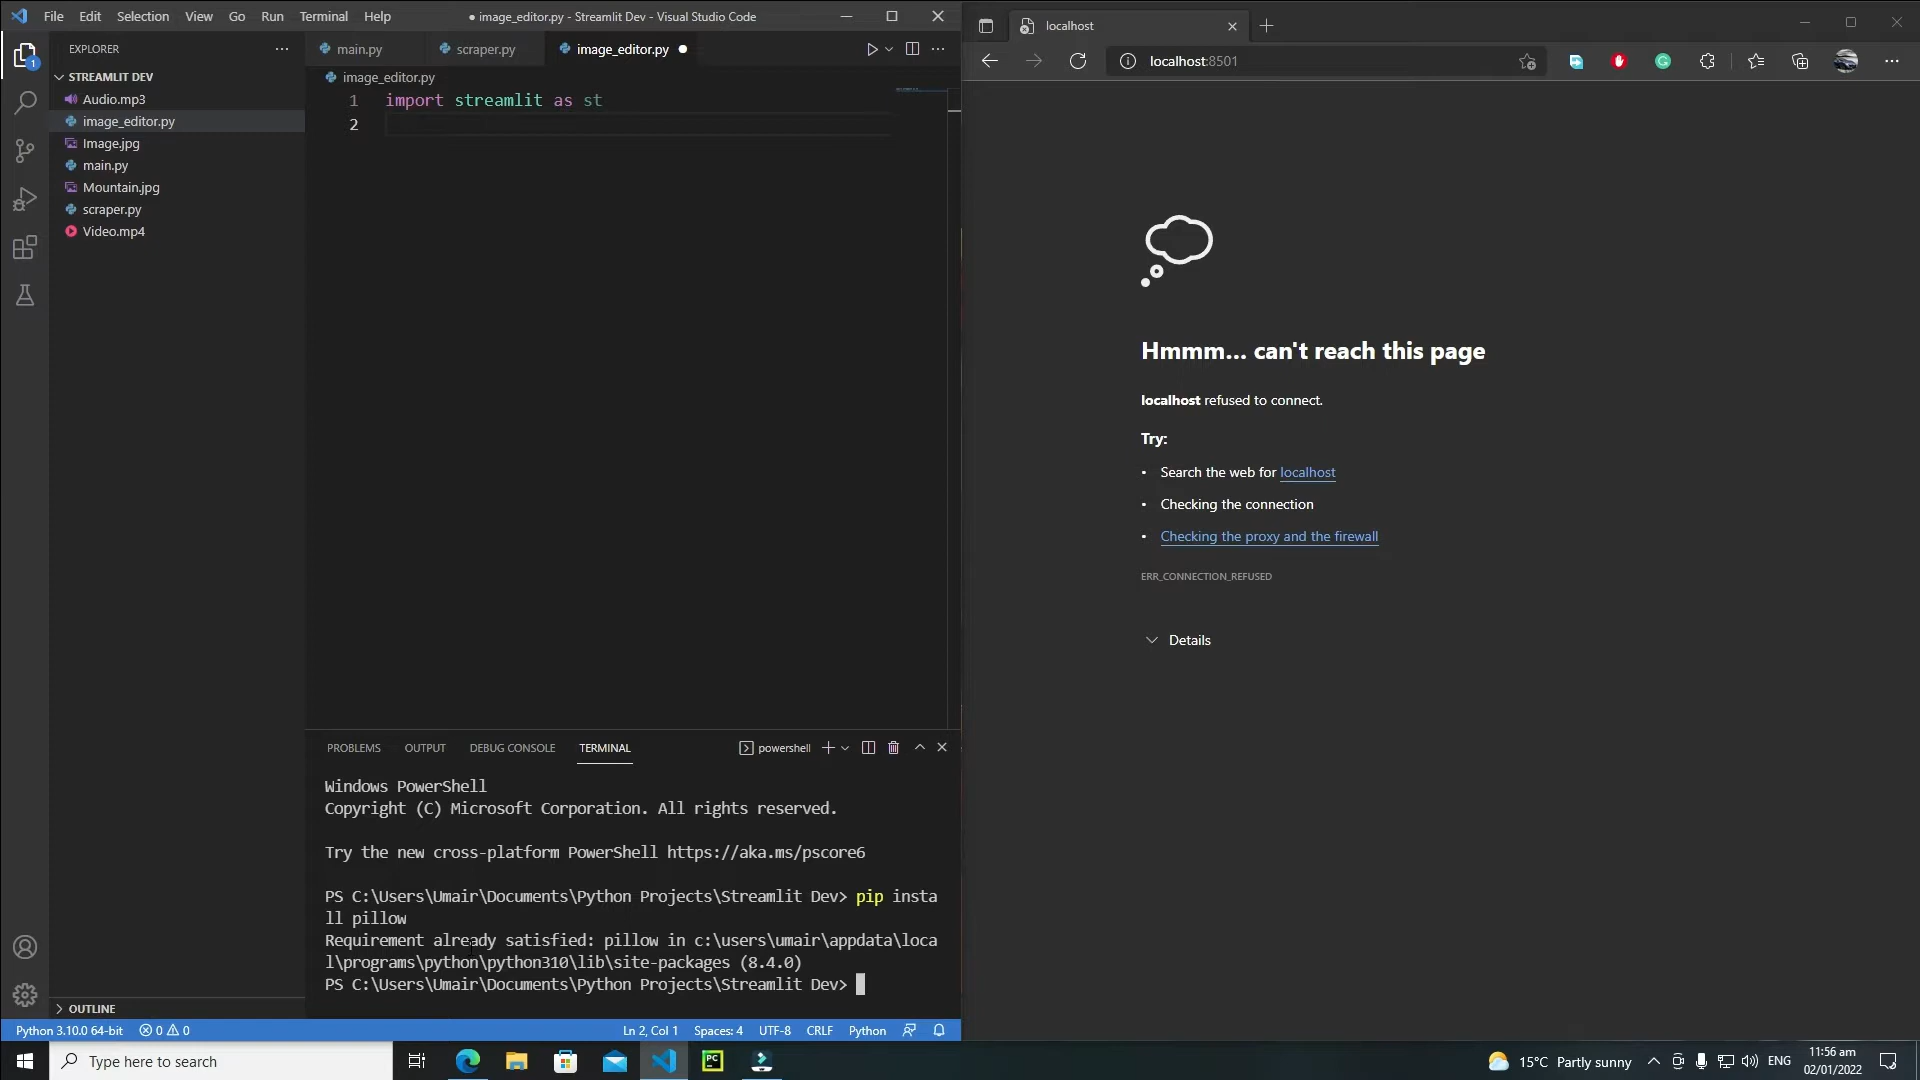 File Edit Selection View Go Run Terminal Help
● image_editor.py - Streamlit Dev - Visual Studio Code
EXPLORER
STREAMLIT DEV
Audio.mp3
image_editor.py
Image.jpg
main.py
Mountain.jpg
scraper.py
Video.mp4
OUTLINE
1
main.py
scraper.py
image_editor.py
image_editor.py
1 import streamlit as st
2
PROBLEMS OUTPUT DEBUG CONSOLE TERMINAL
powershell
Windows PowerShell
Copyright (C) Microsoft Corporation. All rights reserved.
Try the new cross-platform PowerShell https://aka.ms/pscore6
PS C:\Users\Umair\Documents\Python Projects\Streamlit Dev> pip insta
ll pillow
Requirement already satisfied: pillow in c:\users\umair\appdata\loca
l\programs\python\python310\lib\site-packages (8.4.0)
PS C:\Users\Umair\Documents\Python Projects\Streamlit Dev>
Python 3.10.0 64-bit 0 0 Ln 2, Col 1 Spaces: 4 UTF-8 CRLF Python
localhost
localhost:8501
Hmmm... can't reach this page
localhost refused to connect.
Try:
• Search the web for localhost
• Checking the connection
• Checking the proxy and the firewall
ERR_CONNECTION_REFUSED
Details
Type here to search
PC
15°C Partly sunny
ENG
11:56 am
02/01/2022